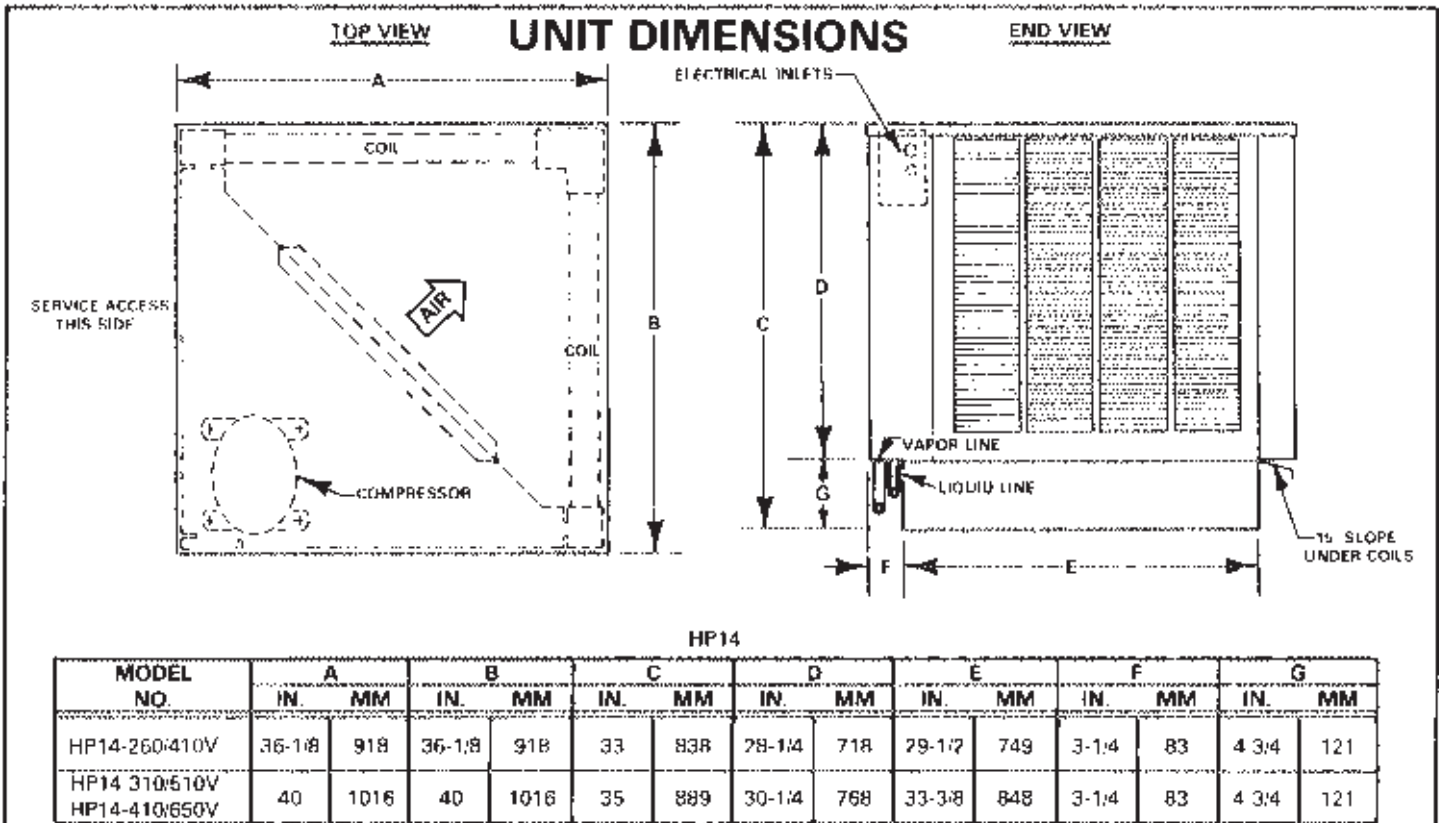 TOP VIEW
UNIT DIMENSIONS
END VIEW
A
ELECTRICAL INLETS
COIL
B
C
D
SERVICE ACCESS
THIS SIDE
AIR
COIL
VAPOR LINE
LIQUID LINE
COMPRESSOR
G
15° SLOPE
UNDER COILS
F
E
HP14
MODEL NO. A B C D E F G
IN. MM IN. MM IN. MM IN. MM IN. MM IN. MM IN. MM
HP14-260/410V 36-1/8 918 36-1/8 918 33 838 28-1/4 718 29-1/2 749 3-1/4 83 4 3/4 121
HP14 310/510V
HP14-410/650V 40 1016 40 1016 35 889 30-1/4 768 33-3/8 848 3-1/4 83 4 3/4 121